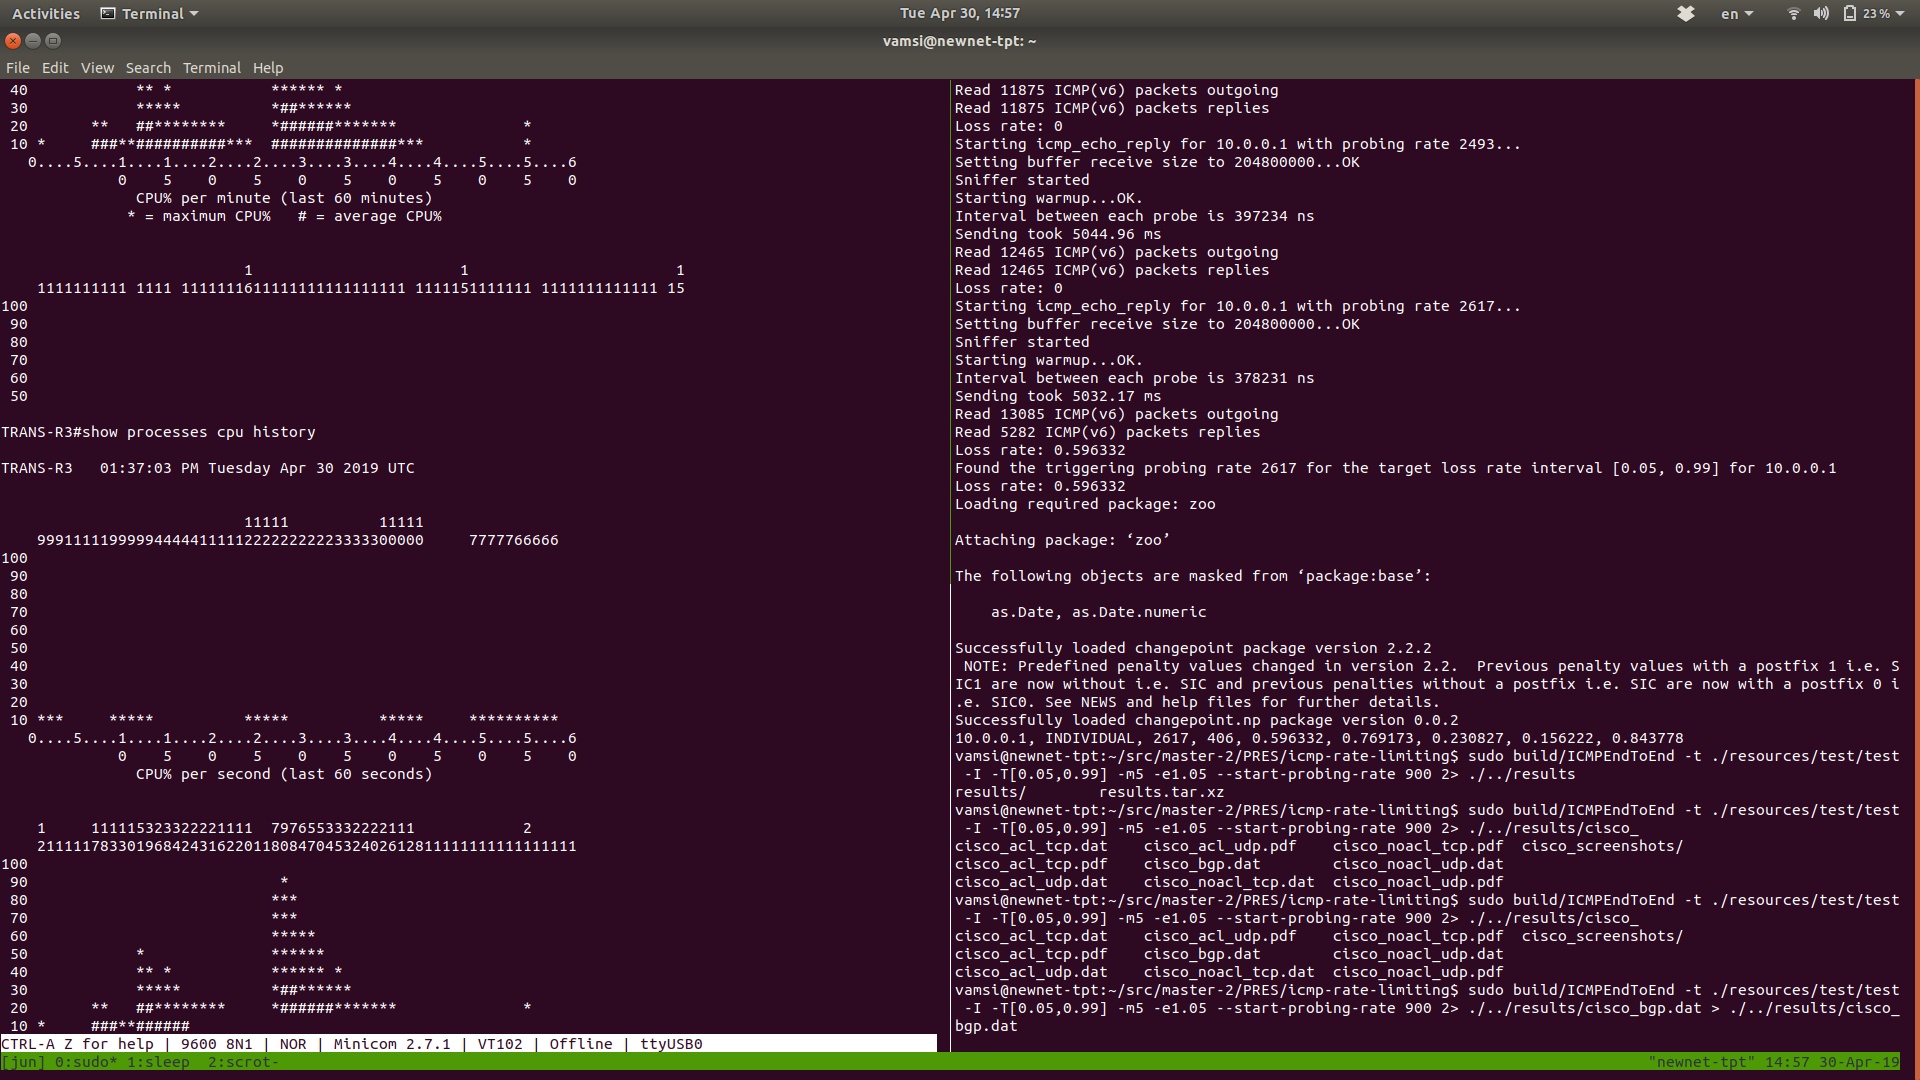 Activities Terminal Tue Apr 30, 14:57 en 23 %
vamsi@newnet-tpt: ~
File Edit View Search Terminal Help
 40            ** *           ****** *
 30            *****          *##******
 20       **   ##********     *######*******              *
 10 *     ###**##########***  ##############***           *
   0....5....1....1....2....2....3....3....4....4....5....5....6
             0    5    0    5    0    5    0    5    0    5    0
               CPU% per minute (last 60 minutes)
              * = maximum CPU%   # = average CPU%
                           1                       1                       1
    1111111111 1111 1111111611111111111111111 1111151111111 1111111111111 15
100
 90
 80
 70
 60
 50
TRANS-R3#show processes cpu history
TRANS-R3   01:37:03 PM Tuesday Apr 30 2019 UTC
                           11111          11111
    9991111199999444441111122222222223333300000     7777766666
100
 90
 80
 70
 60
 50
 40
 30
 20
 10 ***     *****          *****          *****     **********
   0....5....1....1....2....2....3....3....4....4....5....5....6
             0    5    0    5    0    5    0    5    0    5    0
               CPU% per second (last 60 seconds)
    1     111115323322221111  7976553332222111            2
    211111783301968424316220118084704532402612811111111111111111
100
 90                            *
 80                           ***
 70                           ***
 60                           *****
 50            *              ******
 40            ** *           ****** *
 30            *****          *##******
 20       **   ##********     *######*******              *
 10 *     ###**######
CTRL-A Z for help | 9600 8N1 | NOR | Minicom 2.7.1 | VT102 | Offline | ttyUSB0
Read 11875 ICMP(v6) packets outgoing
Read 11875 ICMP(v6) packets replies
Loss rate: 0
Starting icmp_echo_reply for 10.0.0.1 with probing rate 2493...
Setting buffer receive size to 204800000...OK
Sniffer started
Starting warmup...OK.
Interval between each probe is 397234 ns
Sending took 5044.96 ms
Read 12465 ICMP(v6) packets outgoing
Read 12465 ICMP(v6) packets replies
Loss rate: 0
Starting icmp_echo_reply for 10.0.0.1 with probing rate 2617...
Setting buffer receive size to 204800000...OK
Sniffer started
Starting warmup...OK.
Interval between each probe is 378231 ns
Sending took 5032.17 ms
Read 13085 ICMP(v6) packets outgoing
Read 5282 ICMP(v6) packets replies
Loss rate: 0.596332
Found the triggering probing rate 2617 for the target loss rate interval [0.05, 0.99] for 10.0.0.1
Loss rate: 0.596332
Loading required package: zoo
Attaching package: ‘zoo’
The following objects are masked from ‘package:base’:
    as.Date, as.Date.numeric
Successfully loaded changepoint package version 2.2.2
 NOTE: Predefined penalty values changed in version 2.2.  Previous penalty values with a postfix 1 i.e. S
IC1 are now without i.e. SIC and previous penalties without a postfix i.e. SIC are now with a postfix 0 i
.e. SIC0. See NEWS and help files for further details.
Successfully loaded changepoint.np package version 0.0.2
10.0.0.1, INDIVIDUAL, 2617, 406, 0.596332, 0.769173, 0.230827, 0.156222, 0.843778
vamsi@newnet-tpt:~/src/master-2/PRES/icmp-rate-limiting$ sudo build/ICMPEndToEnd -t ./resources/test/test
 -I -T[0.05,0.99] -m5 -e1.05 --start-probing-rate 900 2> ./../results
results/        results.tar.xz
vamsi@newnet-tpt:~/src/master-2/PRES/icmp-rate-limiting$ sudo build/ICMPEndToEnd -t ./resources/test/test
 -I -T[0.05,0.99] -m5 -e1.05 --start-probing-rate 900 2> ./../results/cisco_
cisco_acl_tcp.dat    cisco_acl_udp.pdf    cisco_noacl_tcp.pdf  cisco_screenshots/
cisco_acl_tcp.pdf    cisco_bgp.dat        cisco_noacl_udp.dat
cisco_acl_udp.dat    cisco_noacl_tcp.dat  cisco_noacl_udp.pdf
vamsi@newnet-tpt:~/src/master-2/PRES/icmp-rate-limiting$ sudo build/ICMPEndToEnd -t ./resources/test/test
 -I -T[0.05,0.99] -m5 -e1.05 --start-probing-rate 900 2> ./../results/cisco_
cisco_acl_tcp.dat    cisco_acl_udp.pdf    cisco_noacl_tcp.pdf  cisco_screenshots/
cisco_acl_tcp.pdf    cisco_bgp.dat        cisco_noacl_udp.dat
cisco_acl_udp.dat    cisco_noacl_tcp.dat  cisco_noacl_udp.pdf
vamsi@newnet-tpt:~/src/master-2/PRES/icmp-rate-limiting$ sudo build/ICMPEndToEnd -t ./resources/test/test
 -I -T[0.05,0.99] -m5 -e1.05 --start-probing-rate 900 2> ./../results/cisco_bgp.dat > ./../results/cisco_
bgp.dat
[jun] 0:sudo* 1:sleep  2:scrot- "newnet-tpt" 14:57 30-Apr-19